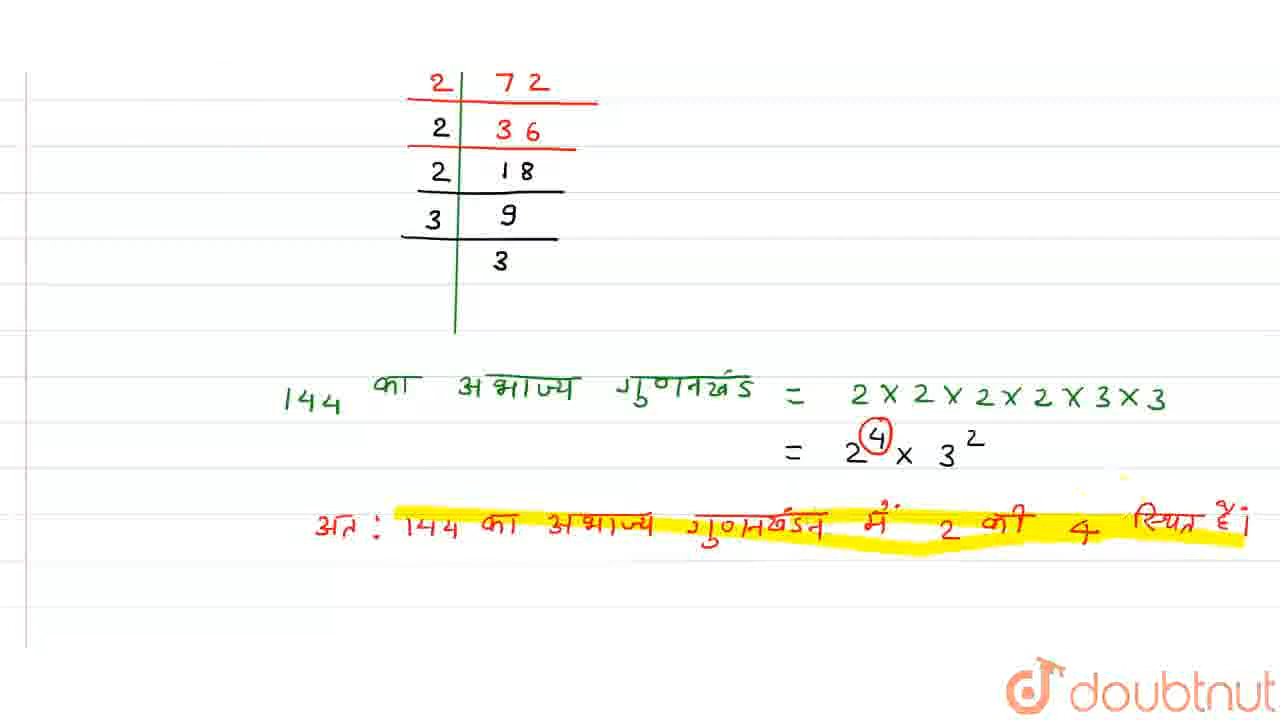 2 72
2 36
2 18
3 9
3
144 का अभाज्य गुणनखंड = 2 × 2 × 2 × 2 × 3 × 3
= 2⁴ × 3²
अत: 144 का अभाज्य गुणनखंडन में 2 की 4 स्थित हैं।
doubtnut